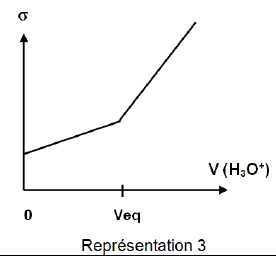 σ
V (H₃O⁺)
0 Veq
Représentation 3